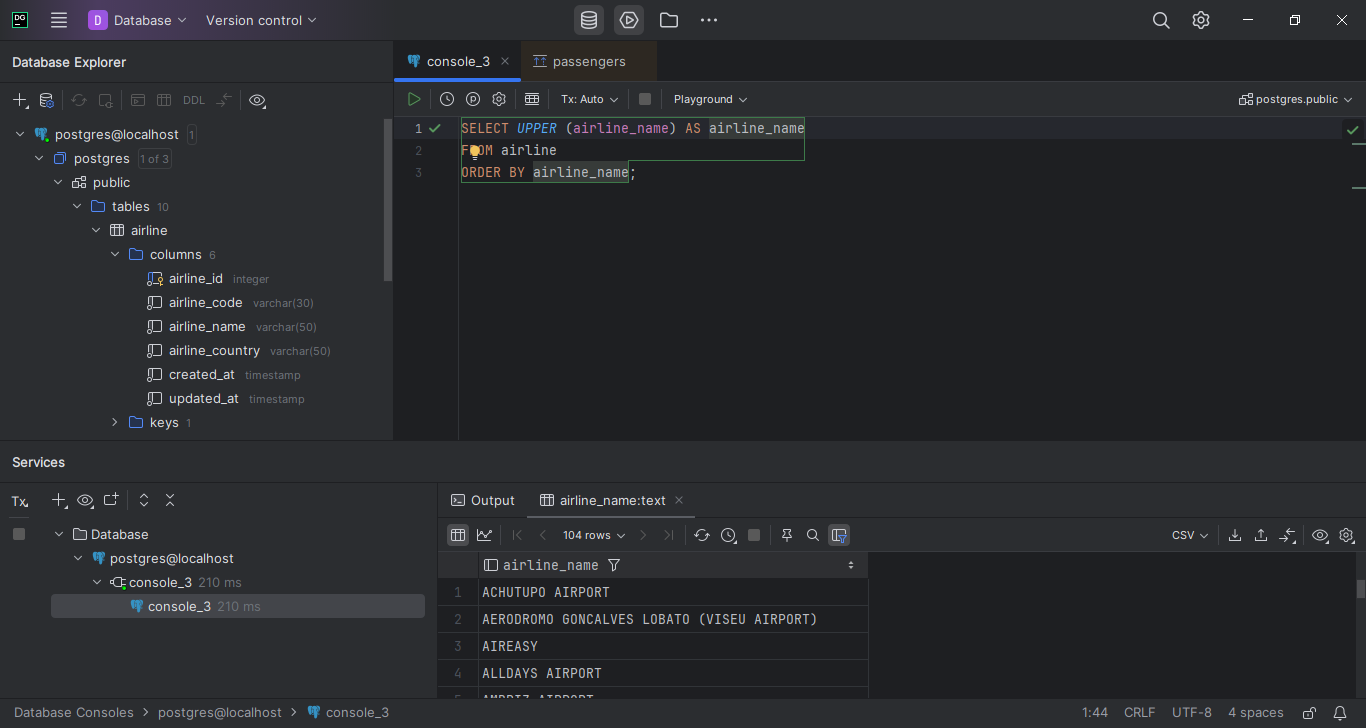 DG D Database Version control
Database Explorer
console_3 passengers
DDL
Tx: Auto Playground postgres.public
postgres@localhost 1
postgres 1 of 3
public
tables 10
airline
columns 6
airline_id integer
airline_code varchar(30)
airline_name varchar(50)
airline_country varchar(50)
created_at timestamp
updated_at timestamp
keys 1
1 SELECT UPPER (airline_name) AS airline_name
2 FROM airline
3 ORDER BY airline_name;
Services
Tx
Database
postgres@localhost
console_3 210 ms
console_3 210 ms
Output airline_name:text
104 rows CSV
airline_name
1 ACHUTUPO AIRPORT
2 AERODROMO GONCALVES LOBATO (VISEU AIRPORT)
3 AIREASY
4 ALLDAYS AIRPORT
Database Consoles > postgres@localhost > console_3
1:44 CRLF UTF-8 4 spaces